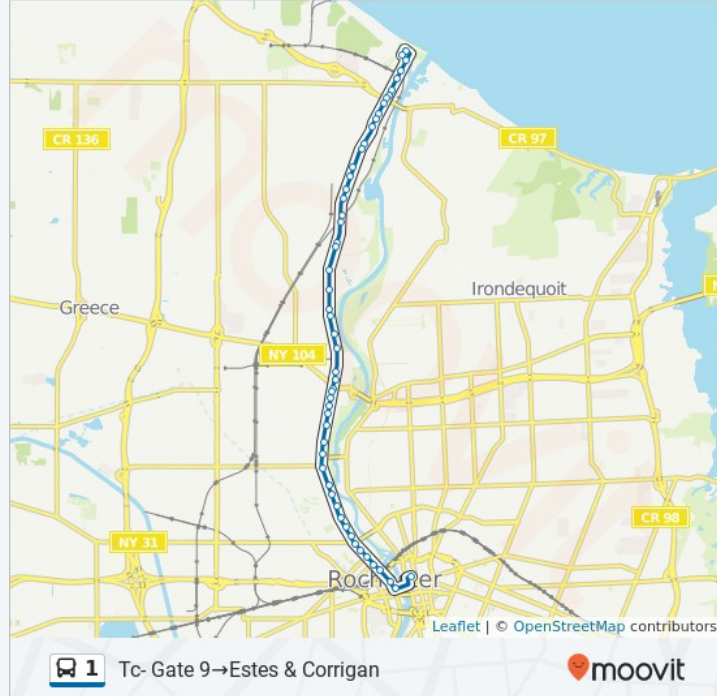 CR 136
CR 97
Irondequoit
Greece
NY 104
CR 98
NY 31
Leaflet | © OpenStreetMap contributors
1 Tc- Gate 9→Estes & Corrigan
moovit